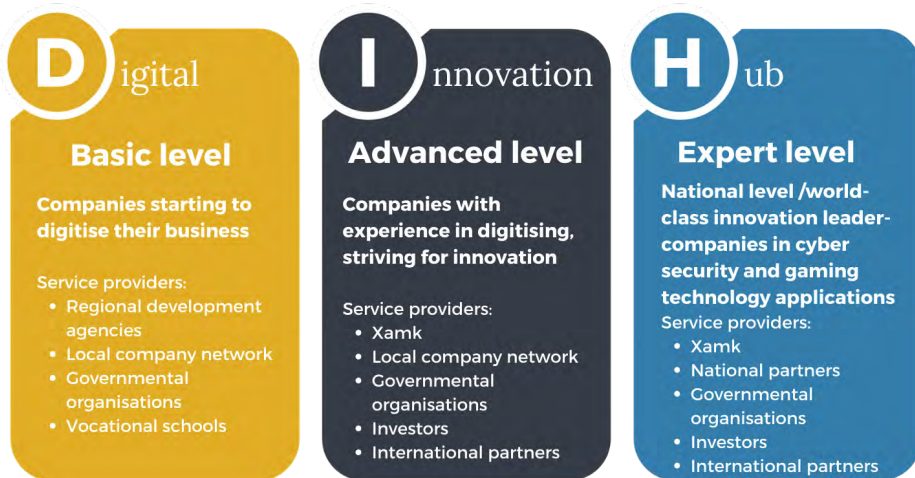 Digital
Basic level
Companies starting to
digitise their business
Service providers:
• Regional development
agencies
• Local company network
• Governmental
organisations
• Vocational schools
Innovation
Advanced level
Companies with
experience in digitising,
striving for innovation
Service providers:
• Xamk
• Local company network
• Governmental
organisations
• Investors
• International partners
Hub
Expert level
National level /world-
class innovation leader-
companies in cyber
security and gaming
technology applications
Service providers:
• Xamk
• National partners
• Governmental
organisations
• Investors
• International partners